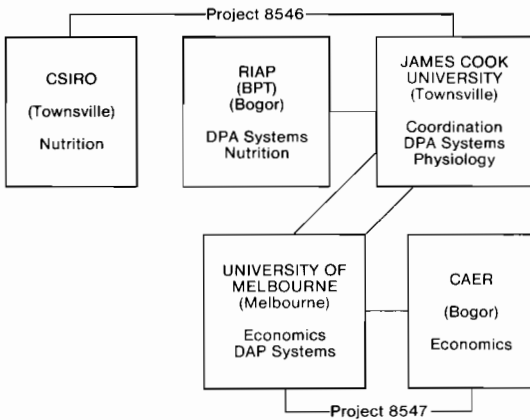 Project 8546
CSIRO
(Townsville)
Nutrition
RIAP
(BPT)
(Bogor)
DPA Systems
Nutrition
JAMES COOK
UNIVERSITY
(Townsville)
Coordination
DPA Systems
Physiology
UNIVERSITY OF
MELBOURNE
(Melbourne)
Economics
DAP Systems
CAER
(Bogor)
Economics
Project 8547